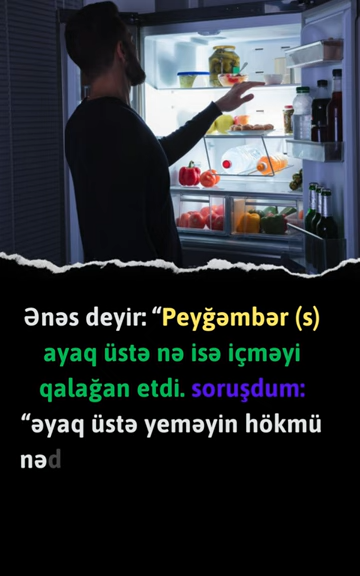 Ənəs deyir: “Peyğəmbər (s)
ayaq üstə nə isə içməyi
qalağan etdi. soruşdum:
“əyaq üstə yeməyin hökmü
nəd